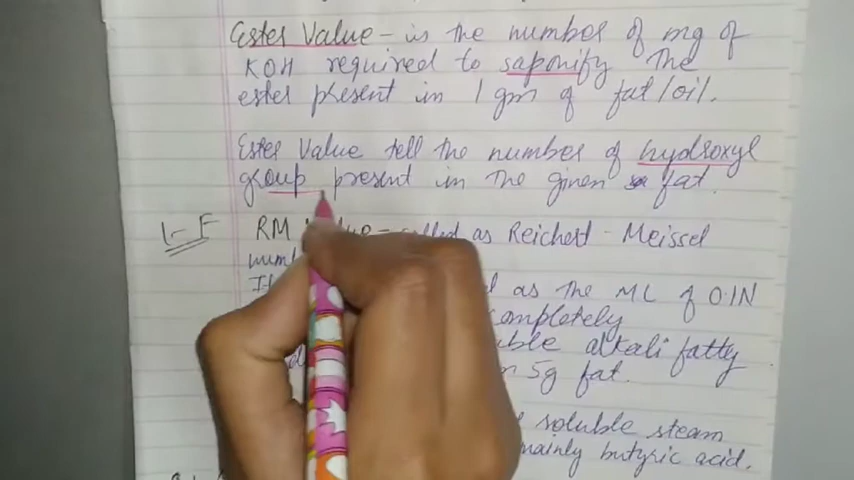 Ester Value - is the number of mg of
KOH required to saponify the
ester present in 1 gm of fat/oil.
Ester Value tell the number of hydroxyl
group present in the given fat.
I-F RM as Reichert - Meissel
as the ML of 0.1N
completely
alkali fatty
5g fat.
soluble steam
mainly butyric acid.